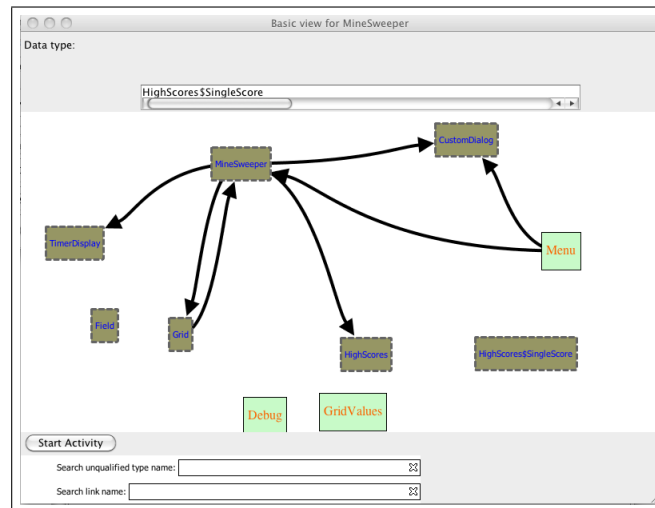 Basic view for MineSweeper
Data type:
HighScores$SingleScore
CustomDialog
MineSweeper
TimerDisplay
Menu
Field
Grid
HighScores
HighScores$SingleScore
Debug
GridValues
Start Activity
Search unqualified type name:
Search link name: